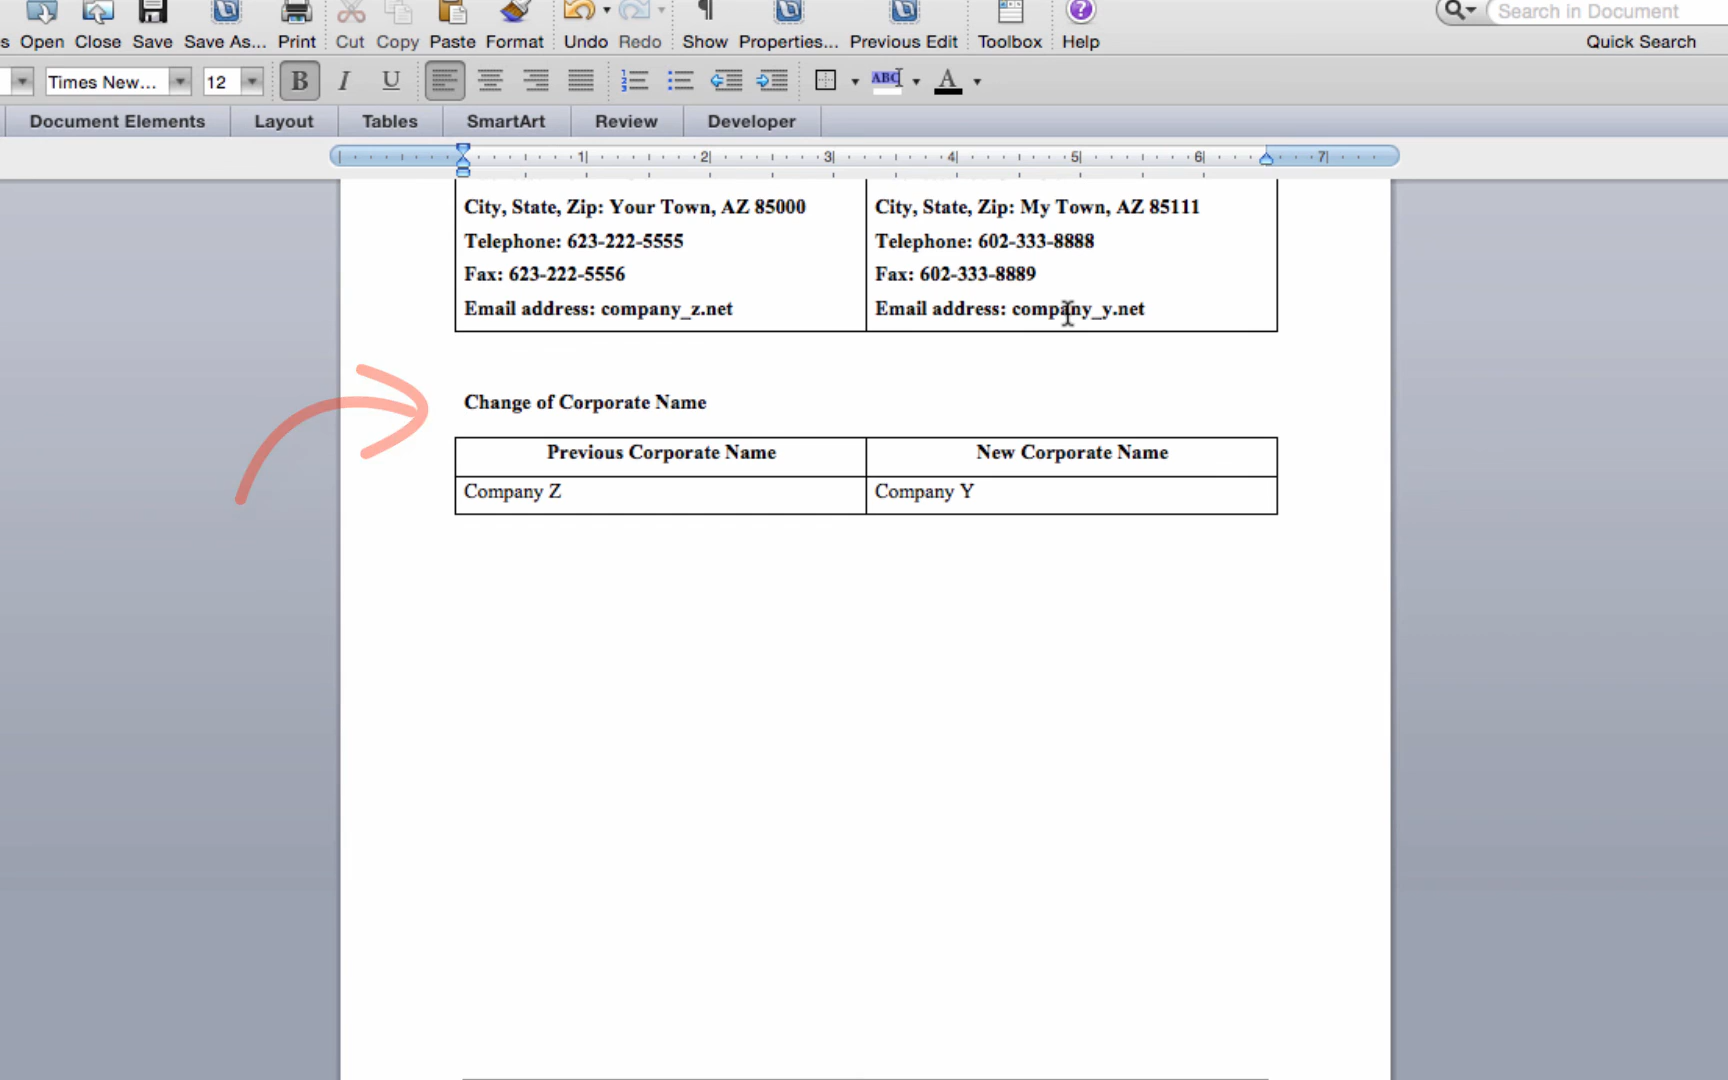 s Open Close Save Save As... Print Cut Copy Paste Format Undo Redo Show Properties... Previous Edit Toolbox Help Search in Document Quick Search
Times New... 12 B I U ABC A
Document Elements Layout Tables SmartArt Review Developer
1 2 3 4 5 6 7
City, State, Zip: Your Town, AZ 85000
Telephone: 623-222-5555
Fax: 623-222-5556
Email address: company_z.net
City, State, Zip: My Town, AZ 85111
Telephone: 602-333-8888
Fax: 602-333-8889
Email address: company_y.net
Change of Corporate Name
Previous Corporate Name New Corporate Name
Company Z Company Y